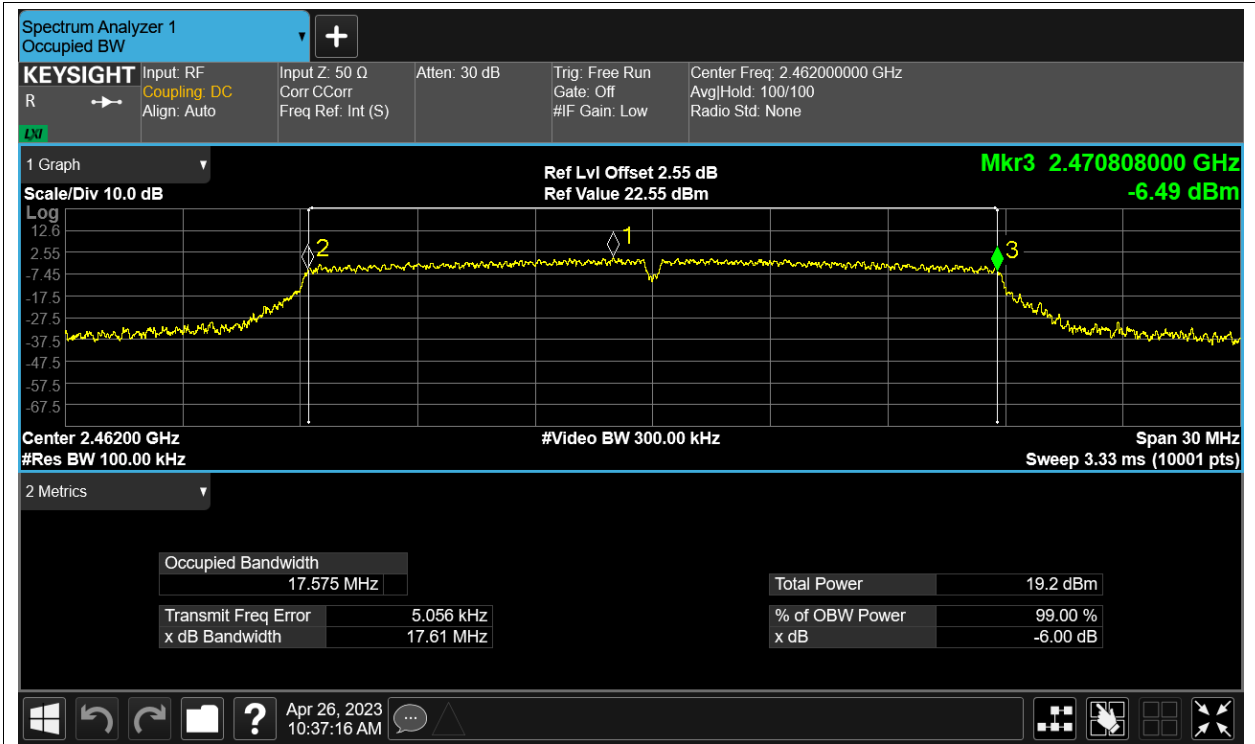 Spectrum Analyzer 1
Occupied BW
KEYSIGHT
R
LXI
Input: RF
Coupling: DC
Align: Auto
Input Z: 50 Ω
Corr CCorr
Freq Ref: Int (S)
Atten: 30 dB
Trig: Free Run
Gate: Off
#IF Gain: Low
Center Freq: 2.462000000 GHz
Avg|Hold: 100/100
Radio Std: None
1 Graph
Scale/Div 10.0 dB
Ref Lvl Offset 2.55 dB
Ref Value 22.55 dBm
Mkr3 2.470808000 GHz
-6.49 dBm
Log
12.6
2.55
-7.45
-17.5
-27.5
-37.5
-47.5
-57.5
-67.5
2
1
3
Center 2.46200 GHz
#Res BW 100.00 kHz
#Video BW 300.00 kHz
Span 30 MHz
Sweep 3.33 ms (10001 pts)
2 Metrics
Occupied Bandwidth
17.575 MHz
Transmit Freq Error 5.056 kHz
x dB Bandwidth 17.61 MHz
Total Power 19.2 dBm
% of OBW Power 99.00 %
x dB -6.00 dB
?
Apr 26, 2023
10:37:16 AM